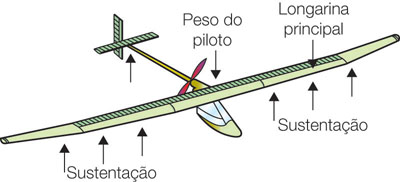 Peso do
piloto
Longarina
principal
Sustentação
Sustentação